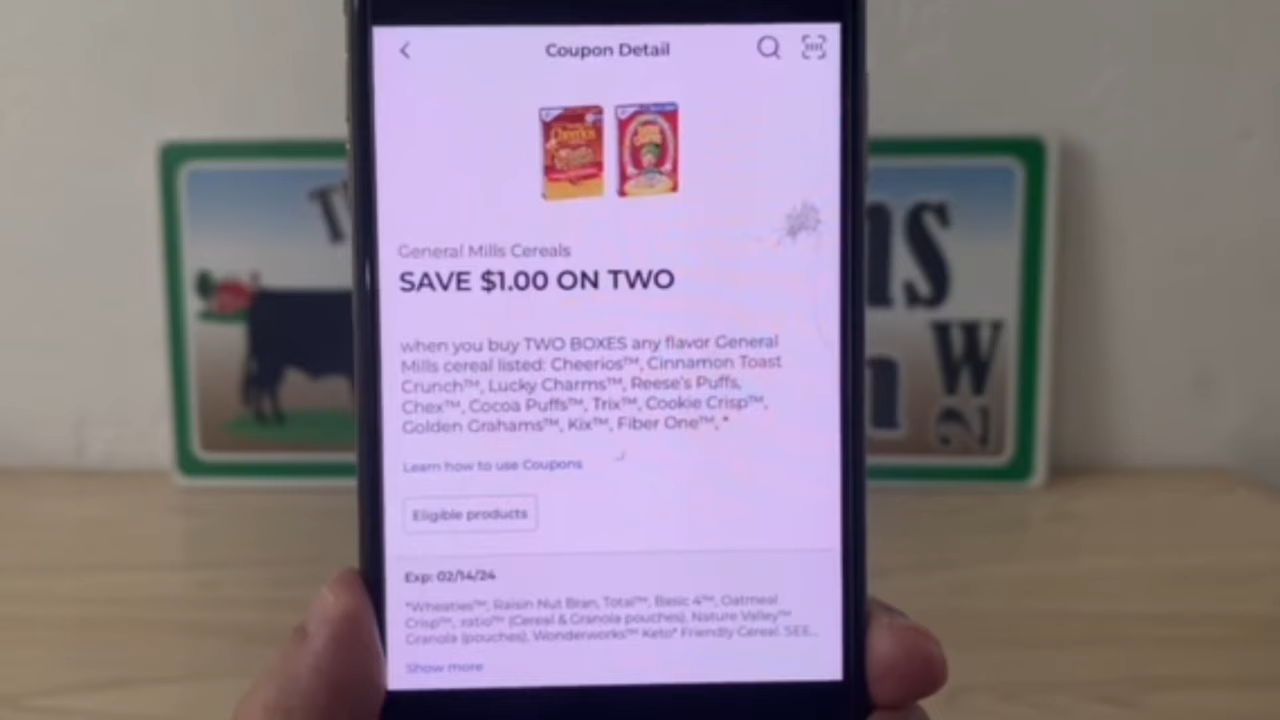 Coupon Detail
Cheerios
General Mills Cereals
SAVE $1.00 ON TWO
when you buy TWO BOXES any flavor General
Mills cereal listed: Cheerios™, Cinnamon Toast
Crunch™, Lucky Charms™, Reese's Puffs,
Chex™, Cocoa Puffs™, Trix™, Cookie Crisp™,
Golden Grahams™, Kix™, Fiber One™, *
Learn how to use Coupons
Eligible products
Exp: 02/14/24
*Wheaties™, Raisin Nut Bran, Total™, Basic 4™, Oatmeal
Crisp™, ratio™ (Cereal & Granola pouches), Nature Valley™
Granola (pouches), Wonderworks™ Keto* Friendly Cereal. SEE...
Show more
W